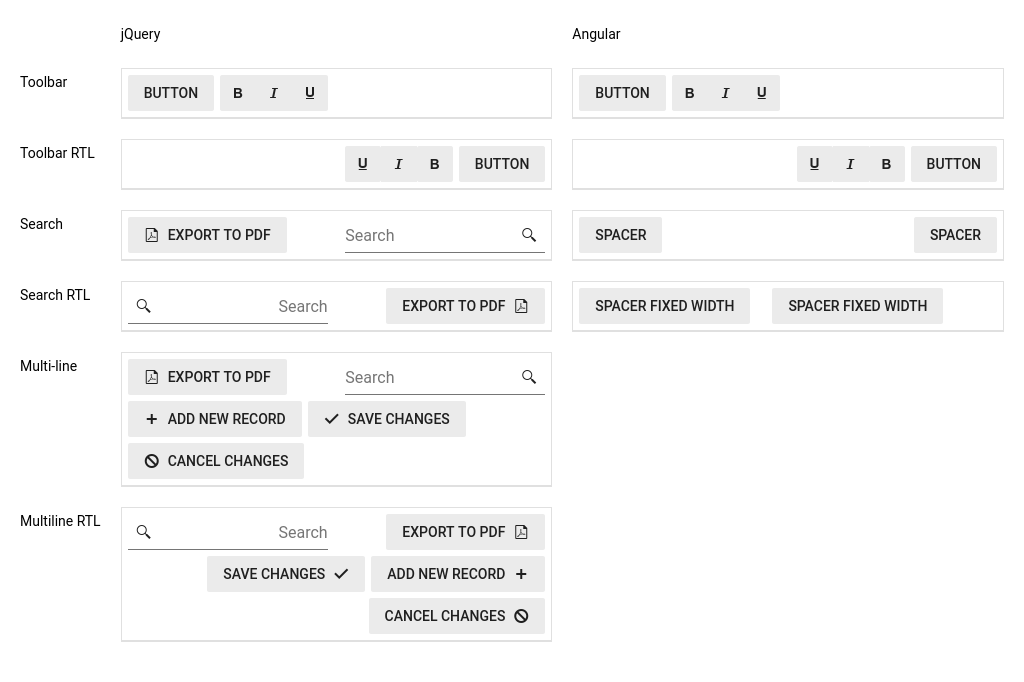 jQuery Angular
Toolbar BUTTON B I U BUTTON B I U
Toolbar RTL U I B BUTTON U I B BUTTON
Search EXPORT TO PDF Search SPACER SPACER
Search RTL Search EXPORT TO PDF SPACER FIXED WIDTH SPACER FIXED WIDTH
Multi-line EXPORT TO PDF Search
ADD NEW RECORD SAVE CHANGES
CANCEL CHANGES
Multiline RTL Search EXPORT TO PDF
SAVE CHANGES ADD NEW RECORD
CANCEL CHANGES